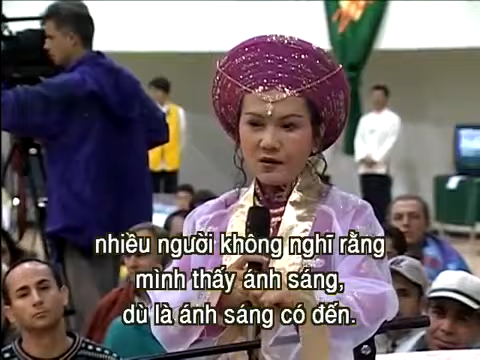 nhiều người không nghĩ rằng
mình thấy ánh sáng,
dù là ánh sáng có đến.